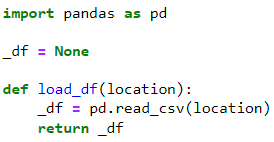 import pandas as pd
_df = None
def load_df(location):
    _df = pd.read_csv(location)
    return _df